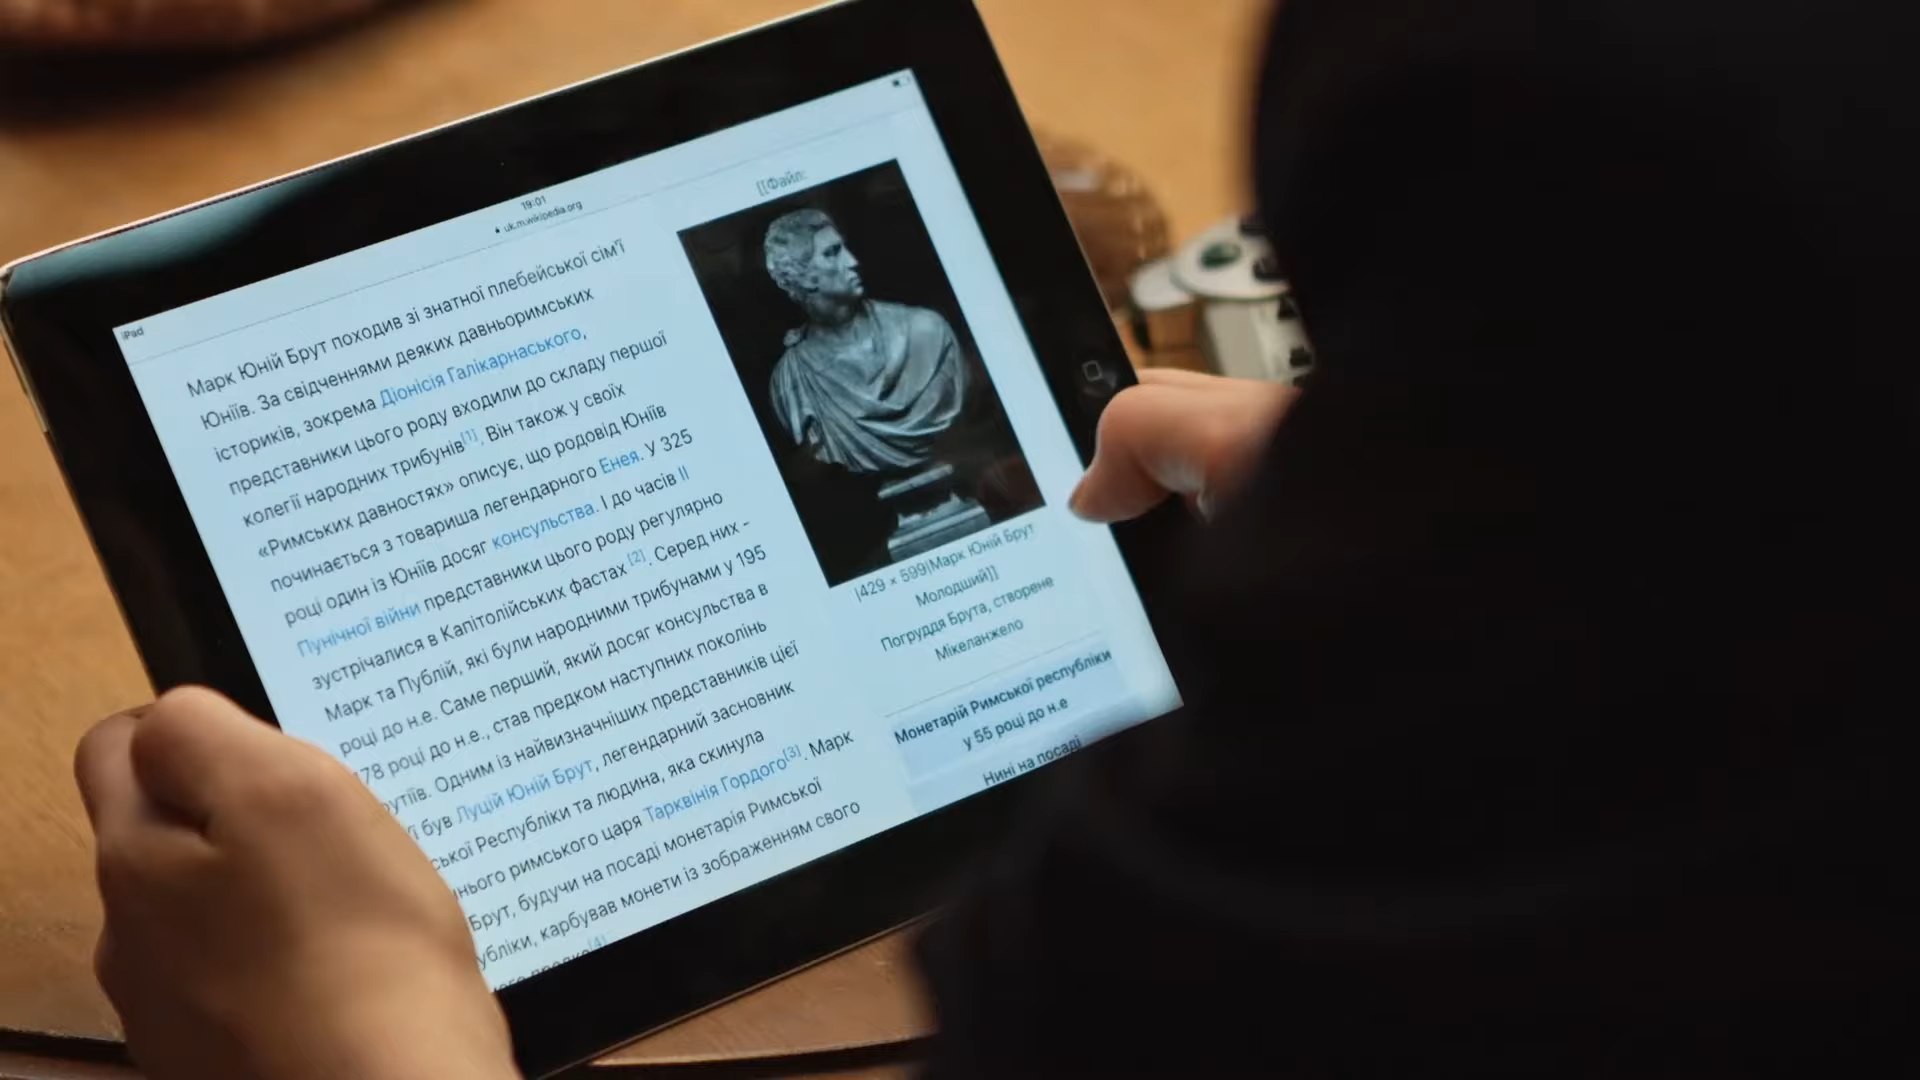 iPad
19:01
uk.m.wikipedia.org
Марк Юній Брут походив зі знатної плебейської сім'ї
Юніїв. За свідченнями деяких давньоримських
істориків, зокрема Діонісія Галікарнаського,
представники цього роду входили до складу першої
колегії народних трибунів[1]. Він також у своїх
«Римських давностях» описує, що родовід Юніїв
починається з товариша легендарного Енея. У 325
році один із Юніїв досяг консульства. І до часів II
Пунічної війни представники цього роду регулярно
зустрічалися в Капітолійських фастах [2]. Серед них -
Марк та Публій, які були народними трибунами у 195
році до н.е. Саме перший, який досяг консульства в
178 році до н.е., став предком наступних поколінь
рутіїв. Одним із найвизначніших представників цієї
був Луцій Юній Брут, легендарний засновник
ської Республіки та людина, яка скинула
нього римського царя Тарквінія Гордого[3]. Марк
Брут, будучи на посаді монетарія Римської
убліки, карбував монети із зображенням свого
[4]
[[Файл:
|429 × 599|Марк Юній Брут
Молодший]]
Погруддя Брута, створене
Мікеланжело
Монетарій Римської республіки
у 55 році до н.е
Нині на посаді